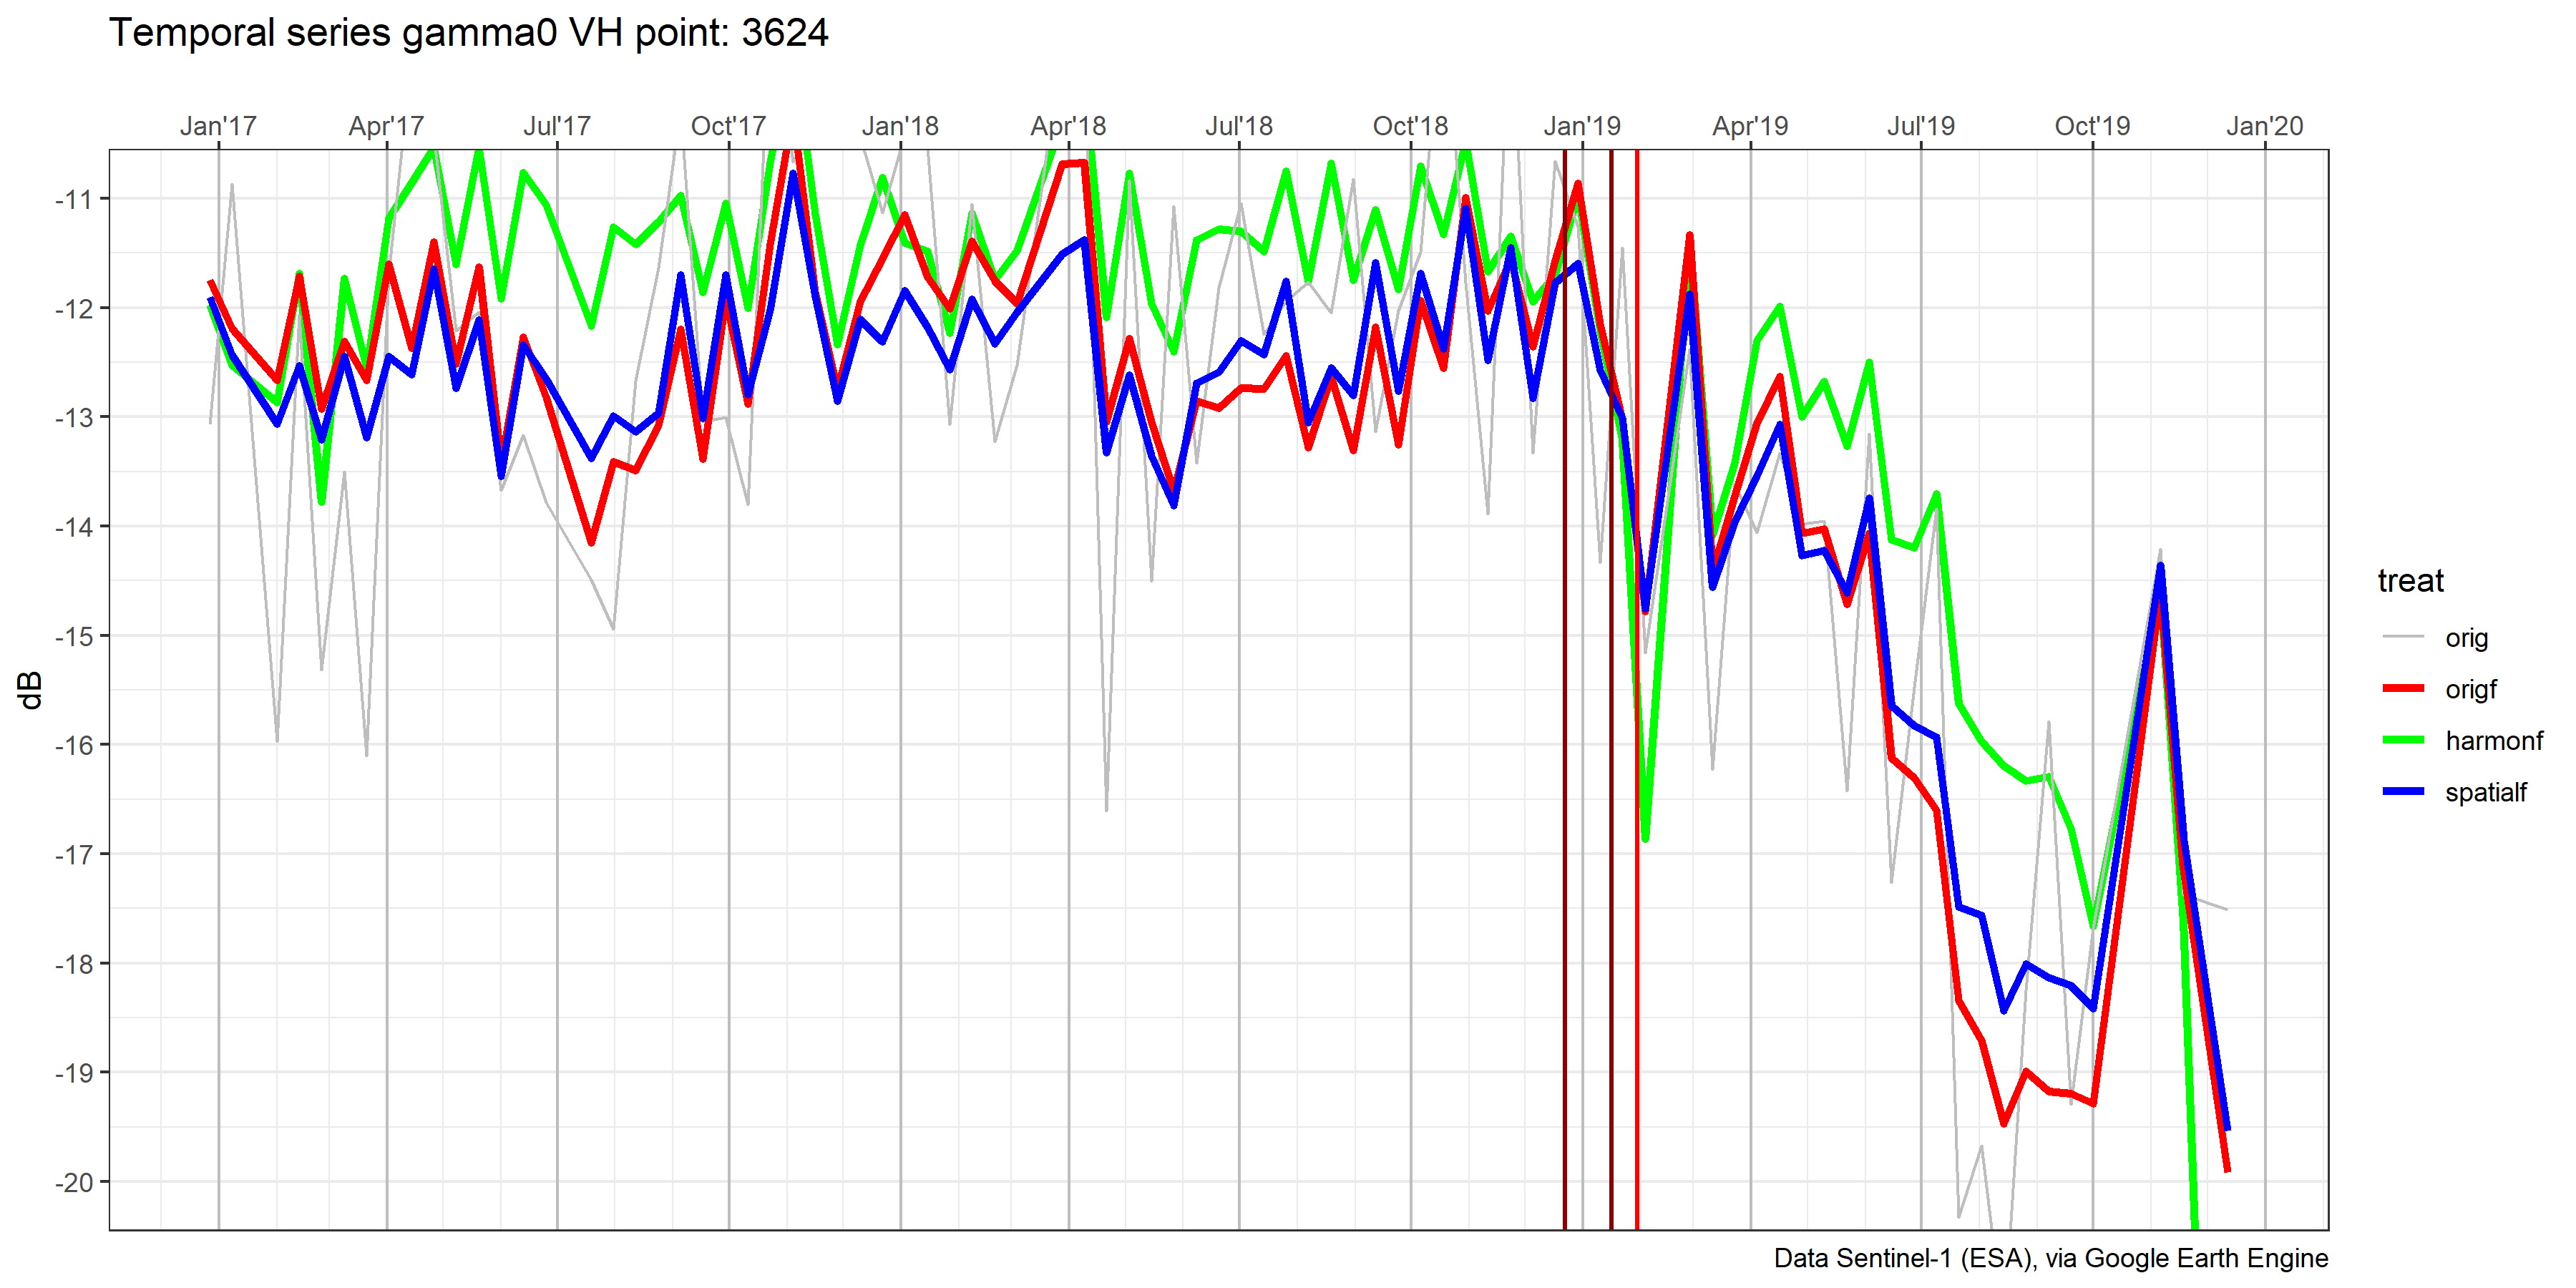 Temporal series gamma0 VH point: 3624
Jan'17 Apr'17 Jul'17 Oct'17 Jan'18 Apr'18 Jul'18 Oct'18 Jan'19 Apr'19 Jul'19 Oct'19 Jan'20
-11
-12
-13
-14
-15
-16
-17
-18
-19
-20
dB
treat
orig
origf
harmonf
spatialf
Data Sentinel-1 (ESA), via Google Earth Engine